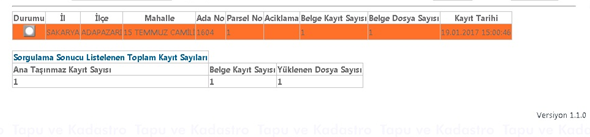 Durumu İl İlçe Mahalle Ada No Parsel No Aciklama Belge Kayıt Sayısı Belge Dosya Sayısı Kayıt Tarihi
SAKARYA ADAPAZARI 15 TEMMUZ CAMİLİ 1604 1 1 1 19.01.2017 15:00:46
Sorgulama Sonucu Listelenen Toplam Kayıt Sayıları
Ana Taşınmaz Kayıt Sayısı Belge Kayıt Sayısı Yüklenen Dosya Sayısı
1 1 1
Versiyon 1.1.0
Tapu ve Kadastro Tapu ve Kadastro Tapu ve Kadastro Tapu ve Kadastro Tapu ve Kadastro